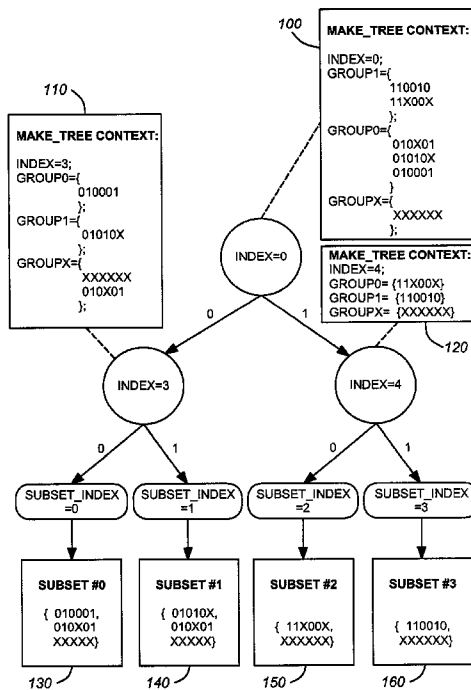 100
MAKE_TREE CONTEXT:
INDEX=0;
GROUP1={
110010
11X00X
};
GROUP0={
010X01
01010X
010001
}
GROUPX={
XXXXXX
};
110
MAKE_TREE CONTEXT:
INDEX=3;
GROUP0={
010001
};
GROUP1={
01010X
};
GROUPX={
XXXXXX
010X01
};
MAKE_TREE CONTEXT:
INDEX=4;
GROUP0= {11X00X}
GROUP1= {110010}
GROUPX= {XXXXXX}
120
INDEX=0
0
1
INDEX=3
INDEX=4
0
1
0
1
SUBSET_INDEX
=0
SUBSET_INDEX
=1
SUBSET_INDEX
=2
SUBSET_INDEX
=3
SUBSET #0
{ 010001,
010X01
XXXXX}
130
SUBSET #1
{ 01010X,
010X01
XXXXX}
140
SUBSET #2
{ 11X00X,
XXXXXX}
150
SUBSET #3
{ 110010,
XXXXXX}
160